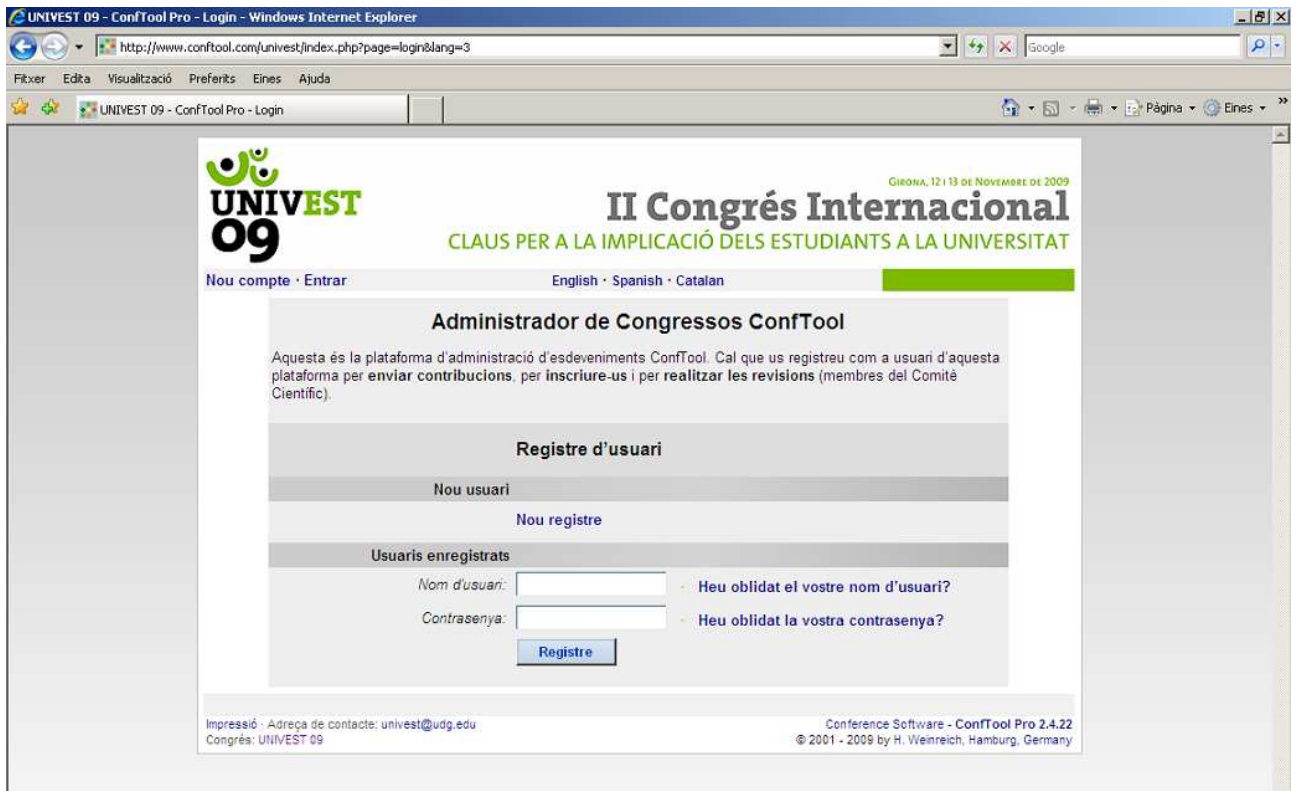 UNIVEST 09 - ConfTool Pro - Login - Windows Internet Explorer
http://www.conftool.com/univest/index.php?page=login&lang=3
Google
Fitxer Edita Visualització Preferits Eines Ajuda
UNIVEST 09 - ConfTool Pro - Login
Pàgina
Eines
UNIVEST
09
Girona, 12 i 13 de Novembre de 2009
II Congrés Internacional
CLAUS PER A LA IMPLICACIÓ DELS ESTUDIANTS A LA UNIVERSITAT
Nou compte · Entrar
English · Spanish · Catalan
Administrador de Congressos ConfTool
Aquesta és la plataforma d'administració d'esdeveniments ConfTool. Cal que us registreu com a usuari d'aquesta
plataforma per enviar contribucions, per inscriure-us i per realitzar les revisions (membres del Comitè
Científic).
Registre d'usuari
Nou usuari
Nou registre
Usuaris enregistrats
Nom d'usuari:
Heu oblidat el vostre nom d'usuari?
Contrasenya:
Heu oblidat la vostra contrasenya?
Registre
Impressió · Adreça de contacte: univest@udg.edu
Congrés: UNIVEST 09
Conference Software - ConfTool Pro 2.4.22
© 2001 - 2009 by H. Weinreich, Hamburg, Germany